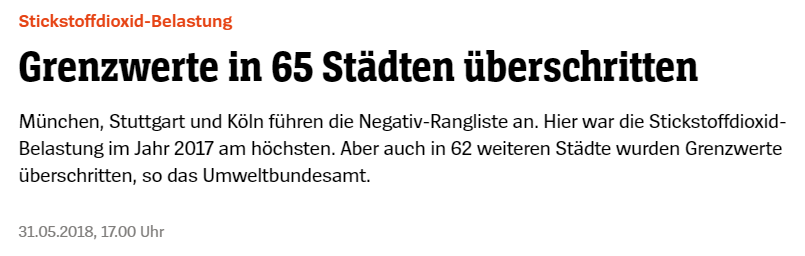 Stickstoffdioxid-Belastung
Grenzwerte in 65 Städten überschritten
München, Stuttgart und Köln führen die Negativ-Rangliste an. Hier war die Stickstoffdioxid-
Belastung im Jahr 2017 am höchsten. Aber auch in 62 weiteren Städte wurden Grenzwerte
überschritten, so das Umweltbundesamt.
31.05.2018, 17.00 Uhr